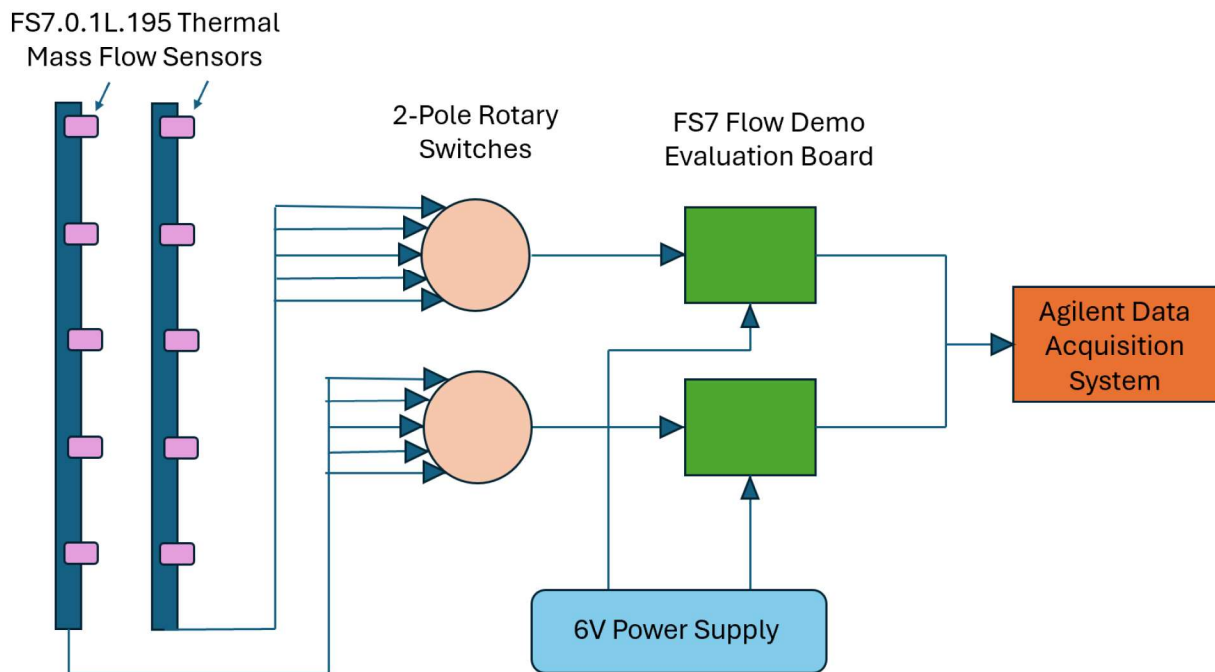 FS7.0.1L.195 Thermal
Mass Flow Sensors
2-Pole Rotary
Switches
FS7 Flow Demo
Evaluation Board
Agilent Data
Acquisition
System
6V Power Supply